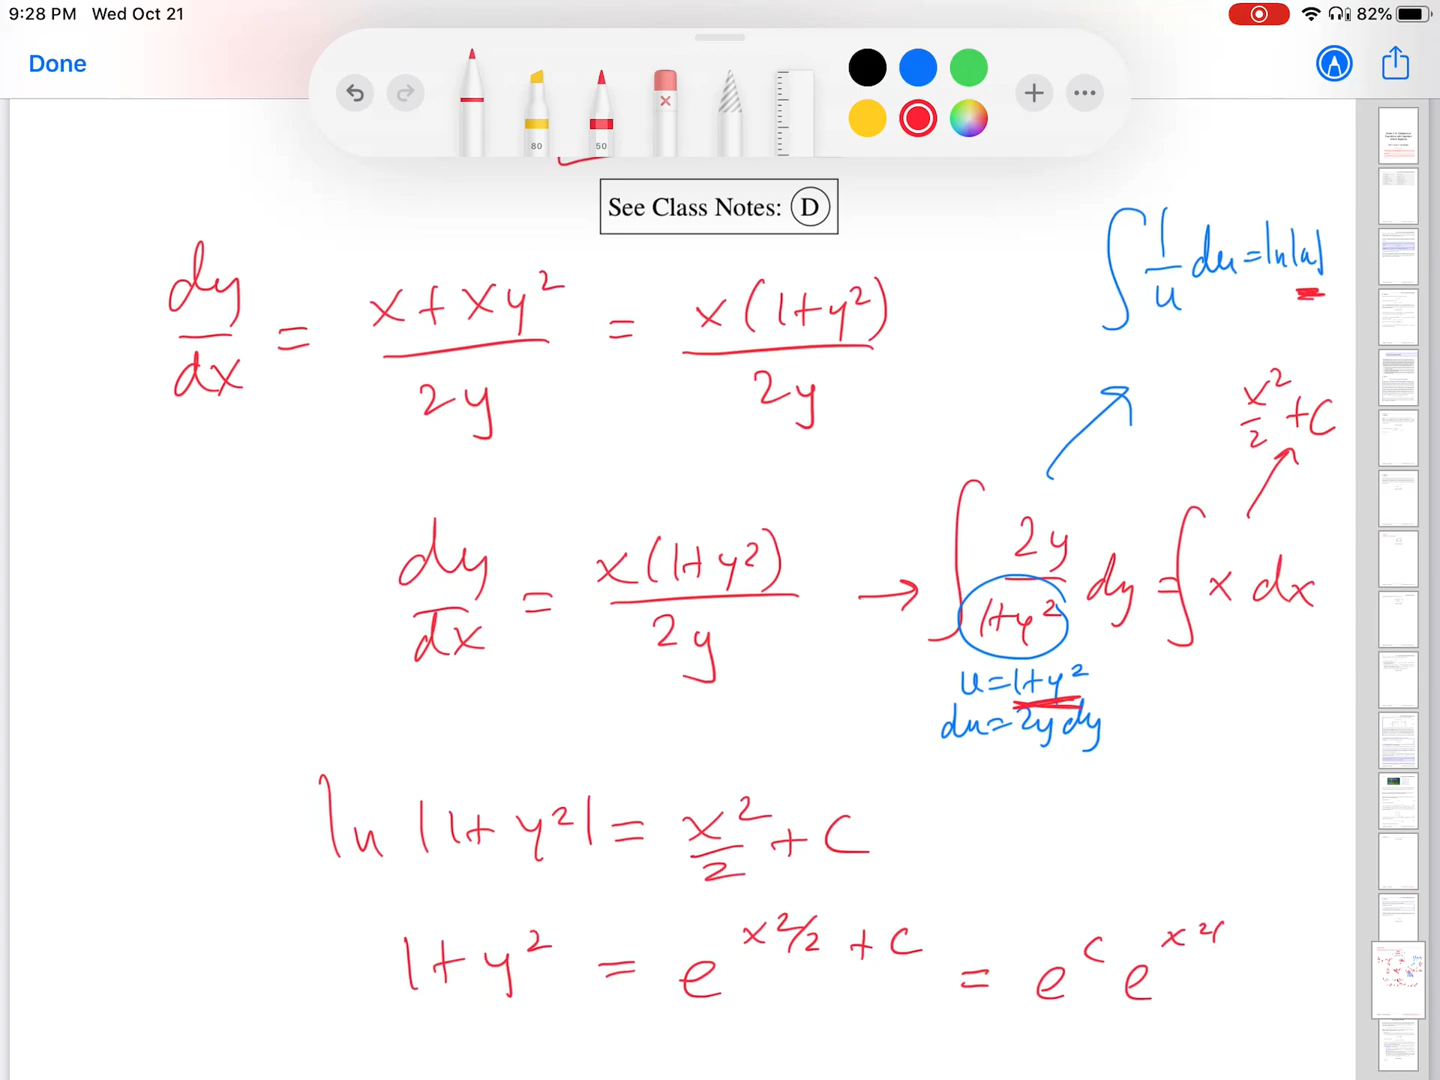 9:28 PM Wed Oct 21
82%
Done
80
50
See Class Notes: D
∫ 1/u du = ln|u|
dy/dx = (x + xy²)/2y = x(1+y²)/2y
x²/2 + C
dy/dx = x(1+y²)/2y → ∫ 2y/(1+y²) dy = ∫ x dx
u = 1+y²
du = 2y dy
ln |1+y²| = x²/2 + C
1+y² = e^(x²/2 + C) = e^C e^(x²